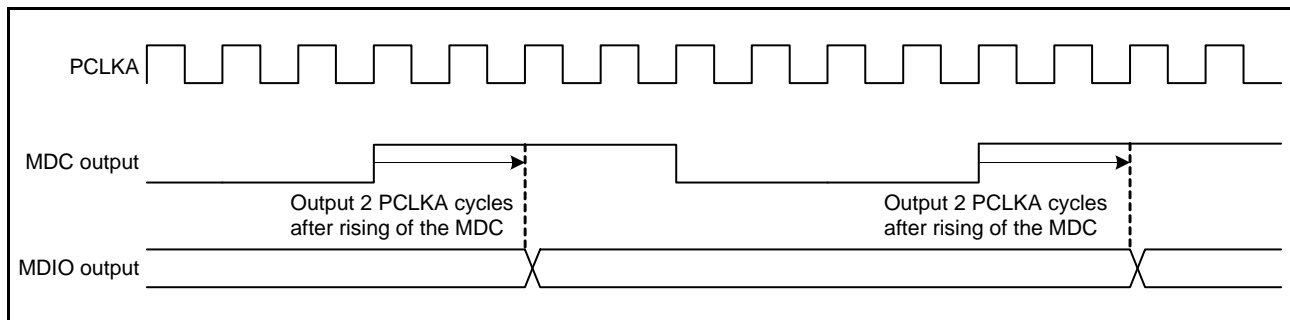 PCLKA
MDC output
Output 2 PCLKA cycles
after rising of the MDC
Output 2 PCLKA cycles
after rising of the MDC
MDIO output